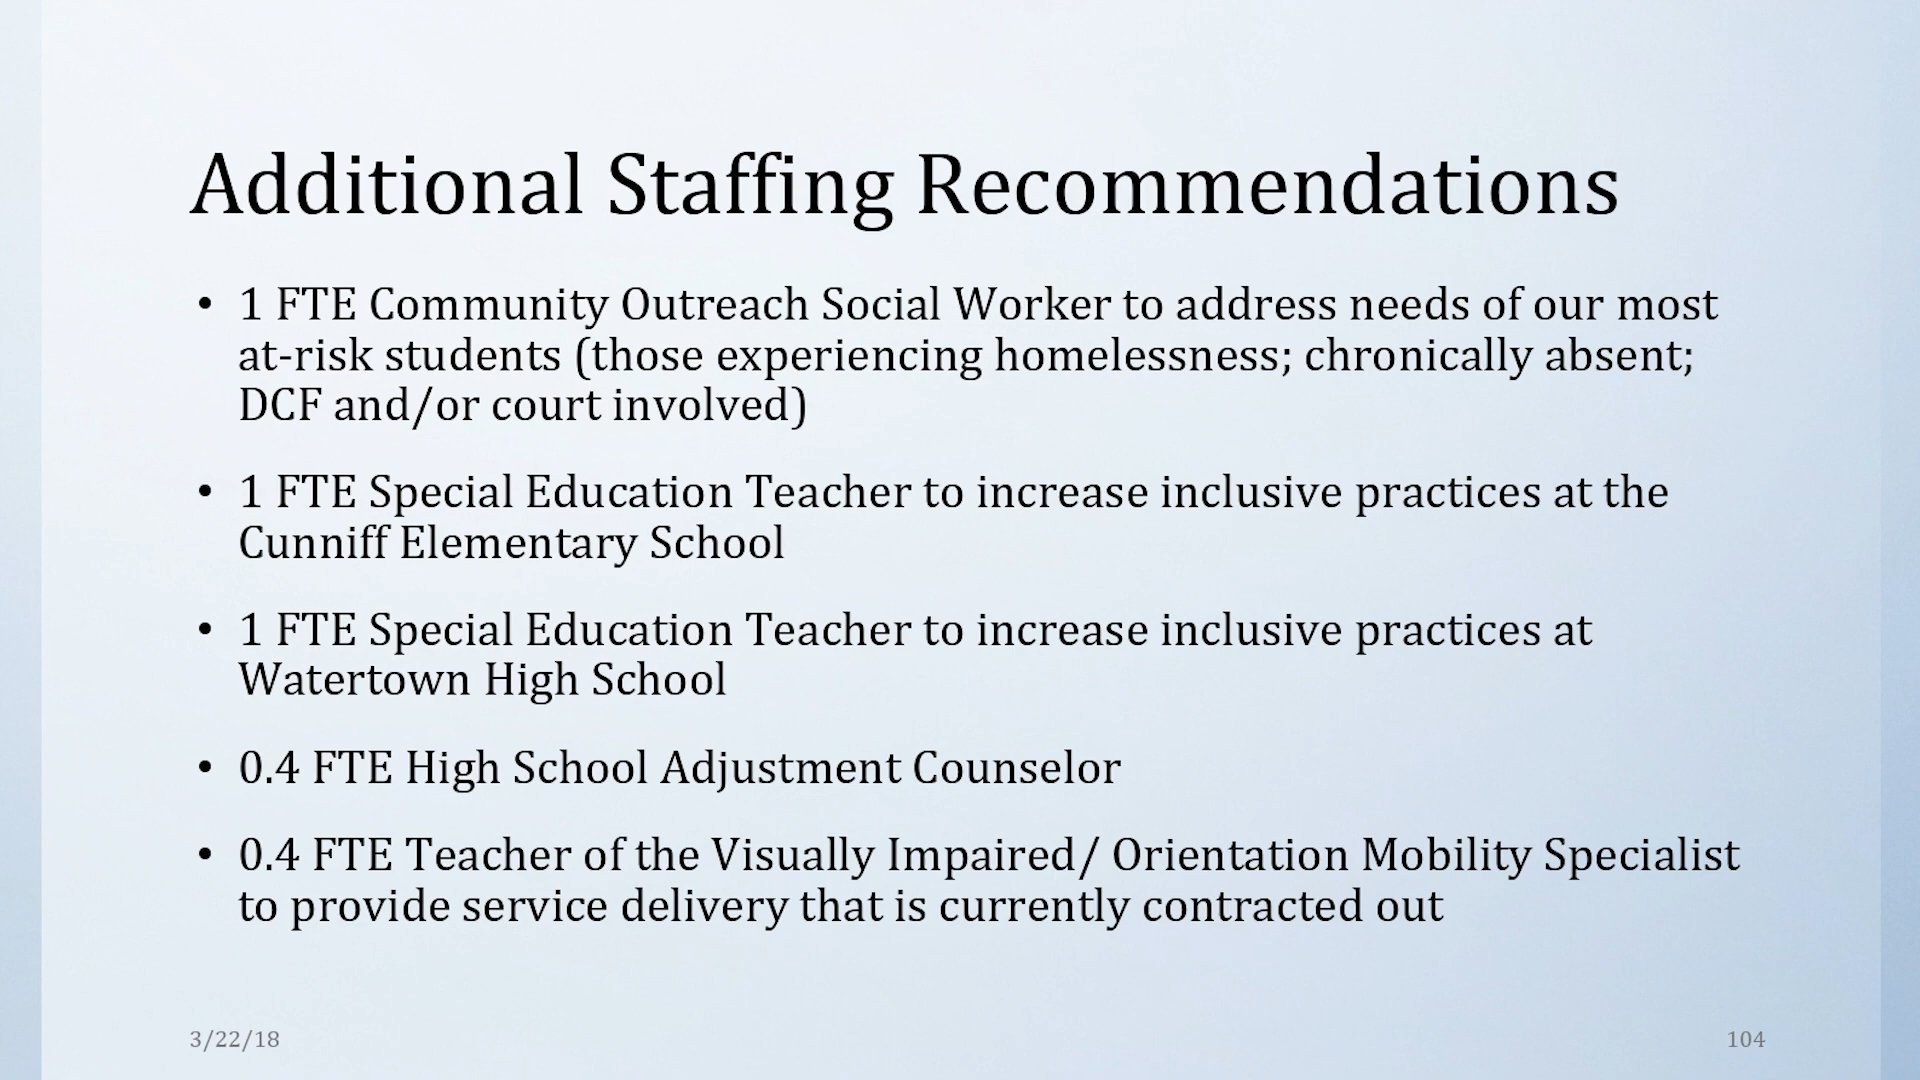 Additional Staffing Recommendations
• 1 FTE Community Outreach Social Worker to address needs of our most
at-risk students (those experiencing homelessness; chronically absent;
DCF and/or court involved)
• 1 FTE Special Education Teacher to increase inclusive practices at the
Cunniff Elementary School
• 1 FTE Special Education Teacher to increase inclusive practices at
Watertown High School
• 0.4 FTE High School Adjustment Counselor
• 0.4 FTE Teacher of the Visually Impaired/ Orientation Mobility Specialist
to provide service delivery that is currently contracted out
3/22/18
104